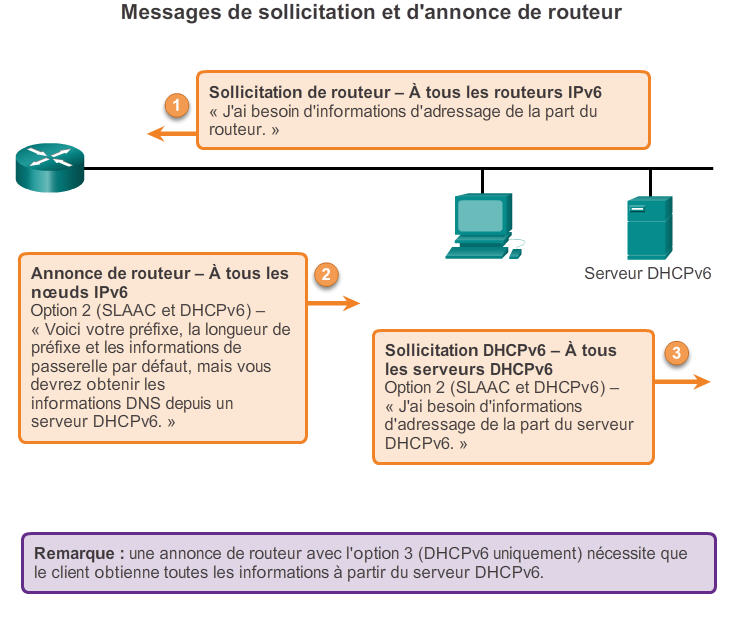 Messages de sollicitation et d'annonce de routeur
1
Sollicitation de routeur – À tous les routeurs IPv6
« J'ai besoin d'informations d'adressage de la part du
routeur. »
Serveur DHCPv6
Annonce de routeur – À tous les
nœuds IPv6
Option 2 (SLAAC et DHCPv6) –
« Voici votre préfixe, la longueur de
préfixe et les informations de
passerelle par défaut, mais vous
devrez obtenir les
informations DNS depuis un
serveur DHCPv6. »
2
Sollicitation DHCPv6 – À tous
les serveurs DHCPv6
Option 2 (SLAAC et DHCPv6) –
« J'ai besoin d'informations
d'adressage de la part du serveur
DHCPv6. »
3
Remarque : une annonce de routeur avec l'option 3 (DHCPv6 uniquement) nécessite que
le client obtienne toutes les informations à partir du serveur DHCPv6.